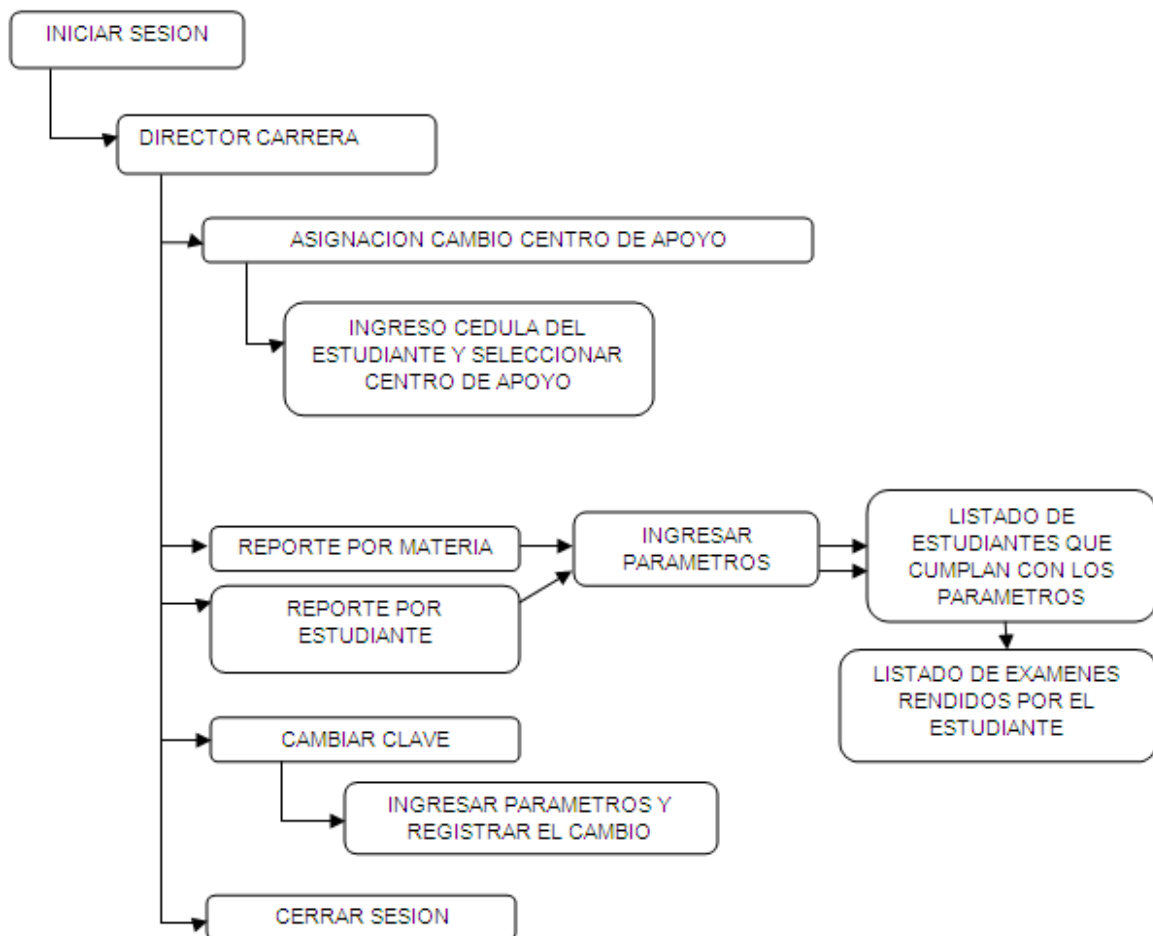 INICIAR SESION
DIRECTOR CARRERA
ASIGNACION CAMBIO CENTRO DE APOYO
INGRESO CEDULA DEL
ESTUDIANTE Y SELECCIONAR
CENTRO DE APOYO
REPORTE POR MATERIA
INGRESAR
PARAMETROS
LISTADO DE
ESTUDIANTES QUE
CUMPLAN CON LOS
PARAMETROS
REPORTE POR
ESTUDIANTE
LISTADO DE EXAMENES
RENDIDOS POR EL
ESTUDIANTE
CAMBIAR CLAVE
INGRESAR PARAMETROS Y
REGISTRAR EL CAMBIO
CERRAR SESION